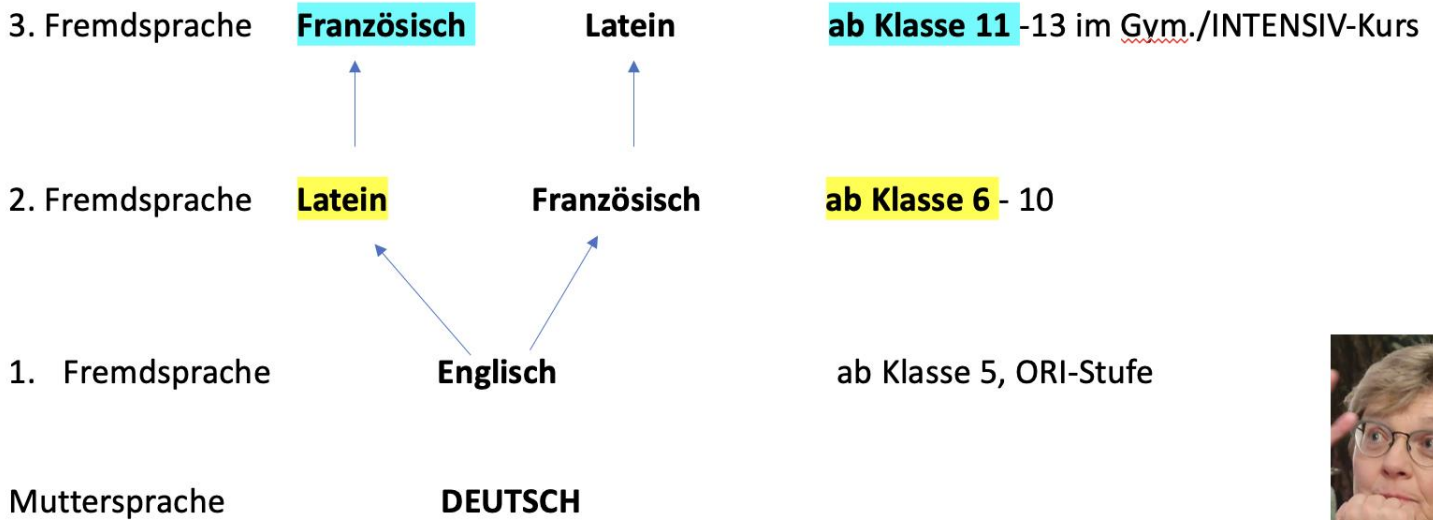 3. Fremdsprache Französisch Latein ab Klasse 11 -13 im Gym./INTENSIV-Kurs
2. Fremdsprache Latein Französisch ab Klasse 6 - 10
1. Fremdsprache Englisch ab Klasse 5, ORI-Stufe
Muttersprache DEUTSCH